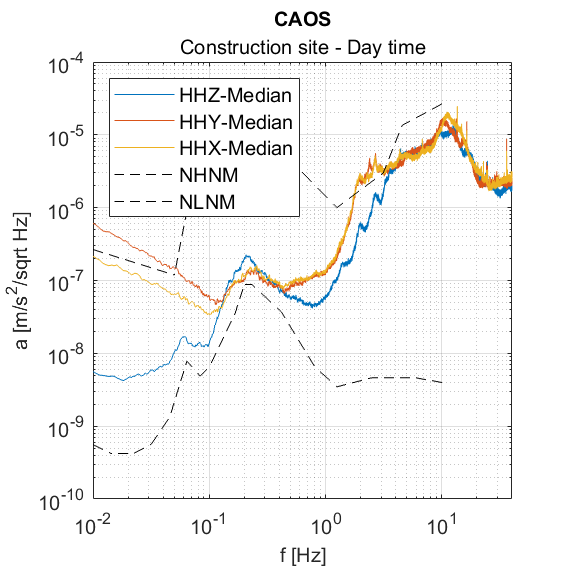 CAOS
Construction site - Day time
10^-4
10^-5
10^-6
10^-7
10^-8
10^-9
10^-10
a [m/s^2/sqrt Hz]
HHZ-Median
HHY-Median
HHX-Median
NHNM
NLNM
10^-2
10^-1
10^0
10^1
f [Hz]